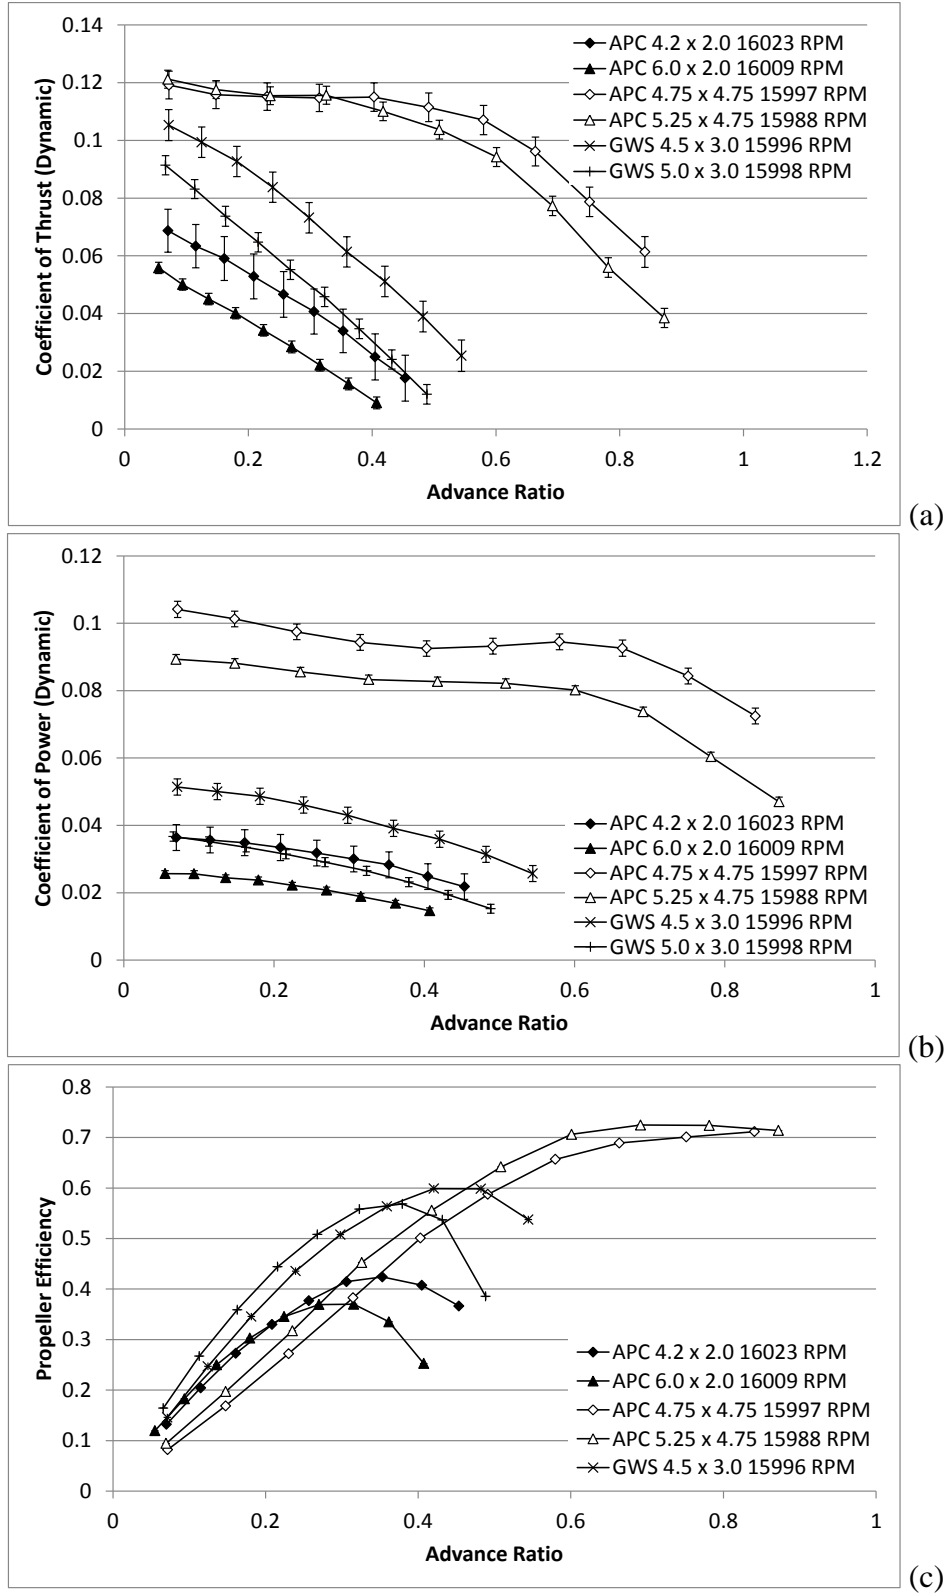 0.14
0.12
0.1
0.08
0.06
0.04
0.02
0
Coefficient of Thrust (Dynamic)
APC 4.2 x 2.0 16023 RPM
APC 6.0 x 2.0 16009 RPM
APC 4.75 x 4.75 15997 RPM
APC 5.25 x 4.75 15988 RPM
GWS 4.5 x 3.0 15996 RPM
GWS 5.0 x 3.0 15998 RPM
0 0.2 0.4 0.6 0.8 1 1.2
Advance Ratio
(a)
0.12
0.1
0.08
0.06
0.04
0.02
0
Coefficient of Power (Dynamic)
APC 4.2 x 2.0 16023 RPM
APC 6.0 x 2.0 16009 RPM
APC 4.75 x 4.75 15997 RPM
APC 5.25 x 4.75 15988 RPM
GWS 4.5 x 3.0 15996 RPM
GWS 5.0 x 3.0 15998 RPM
0 0.2 0.4 0.6 0.8 1
Advance Ratio
(b)
0.8
0.7
0.6
0.5
0.4
0.3
0.2
0.1
0
Propeller Efficiency
APC 4.2 x 2.0 16023 RPM
APC 6.0 x 2.0 16009 RPM
APC 4.75 x 4.75 15997 RPM
APC 5.25 x 4.75 15988 RPM
GWS 4.5 x 3.0 15996 RPM
0 0.2 0.4 0.6 0.8 1
Advance Ratio
(c)